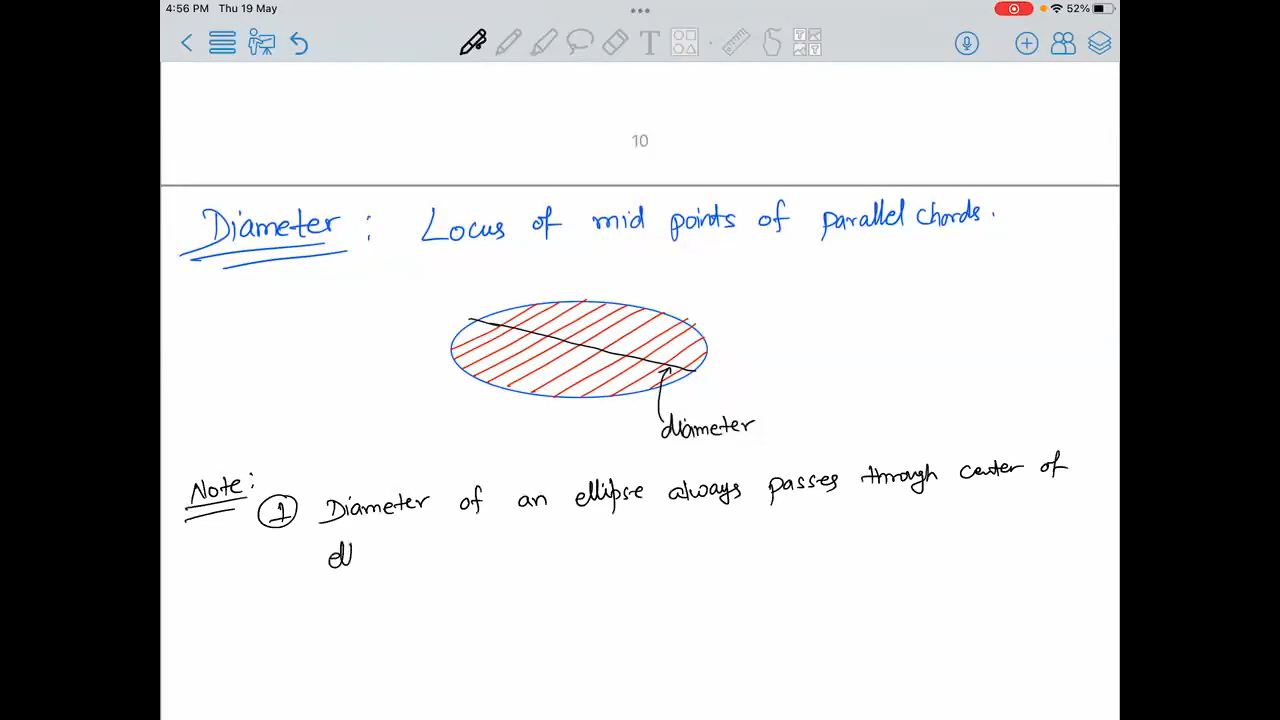 4:56 PM Thu 19 May
52%
10
Diameter : Locus of mid points of parallel chords.
diameter
Note:
① Diameter of an ellipse always passes through center of
ell